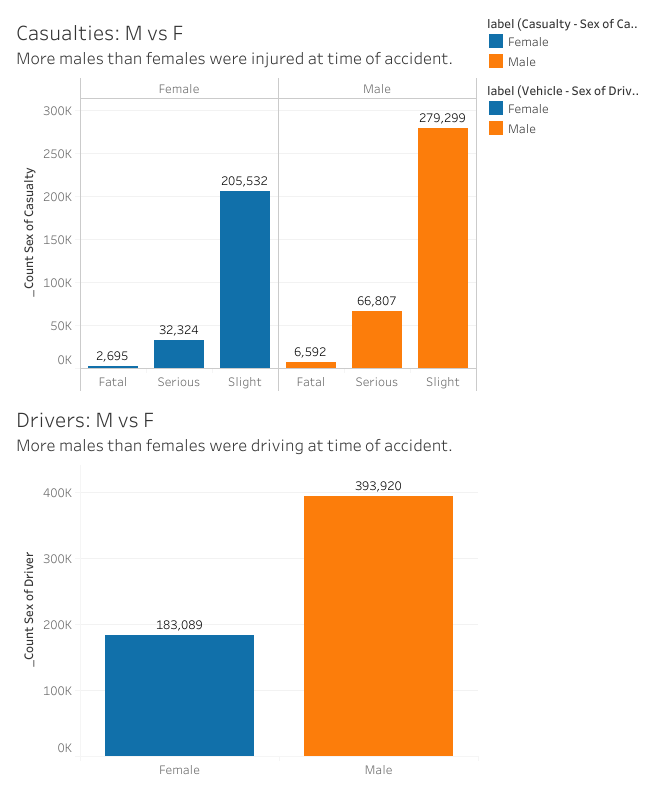 Casualties: M vs F
More males than females were injured at time of accident.
label (Casualty - Sex of Ca..
Female
Male
label (Vehicle - Sex of Driv..
Female
Male
Female Male
300K
250K
200K
150K
100K
50K
0K
_Count Sex of Casualty
2,695
32,324
205,532
6,592
66,807
279,299
Fatal Serious Slight Fatal Serious Slight
Drivers: M vs F
More males than females were driving at time of accident.
400K
300K
200K
100K
0K
_Count Sex of Driver
183,089
393,920
Female Male